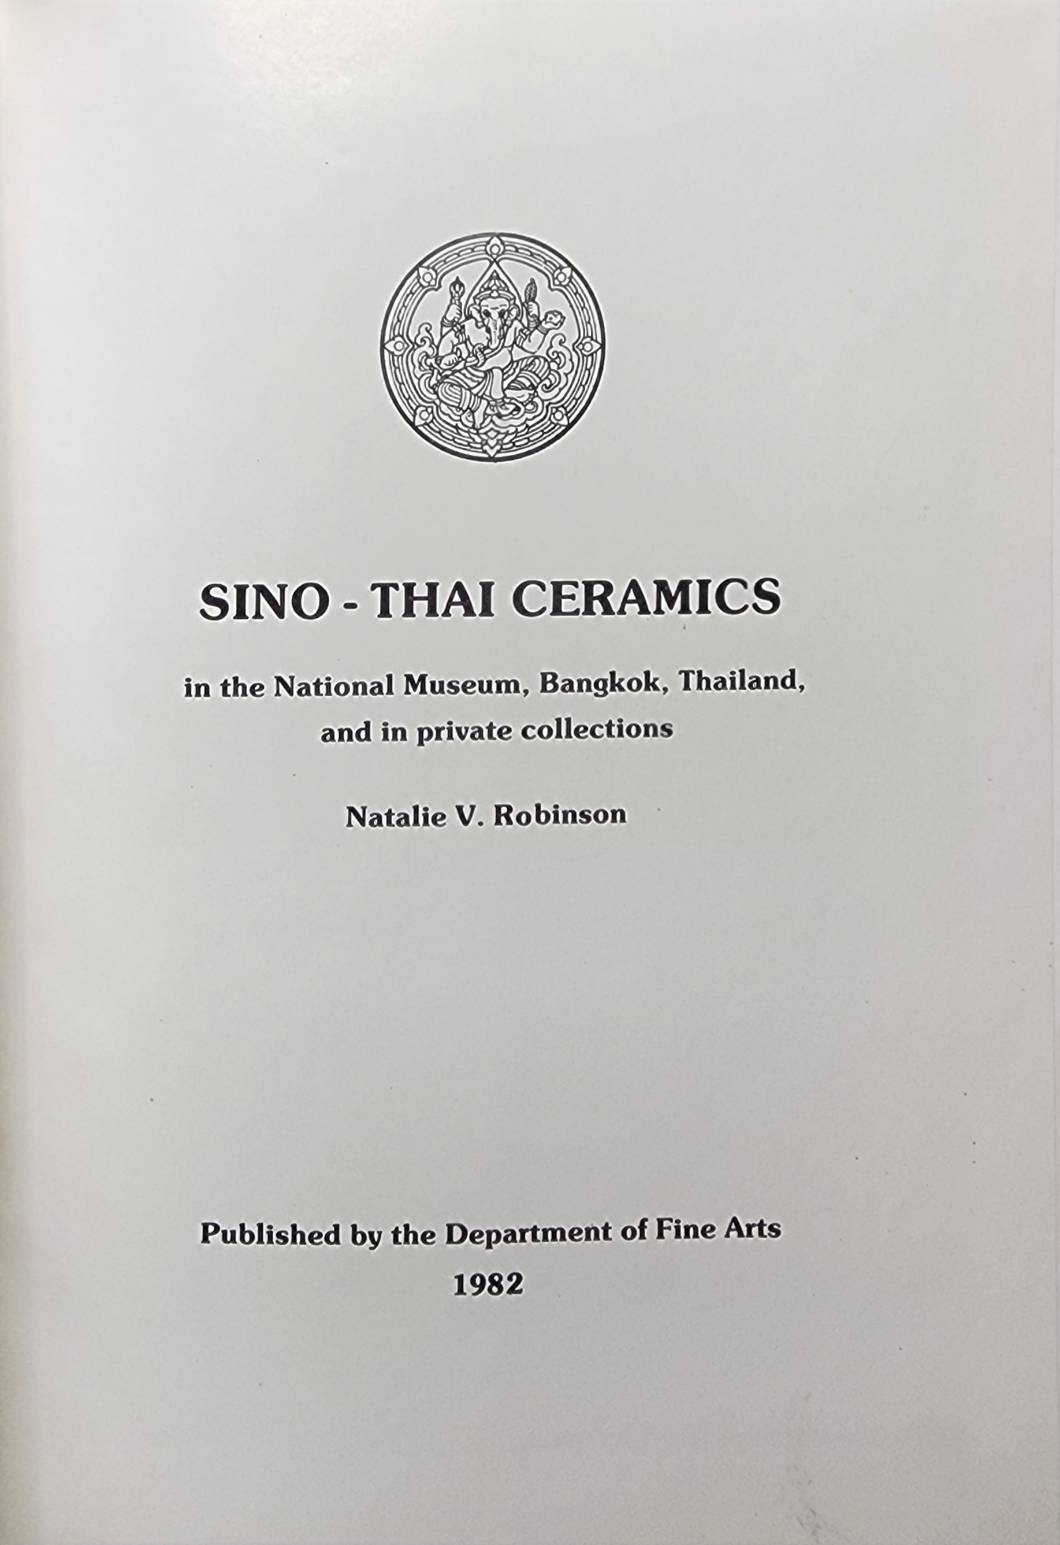 SINO - THAI CERAMICS
in the National Museum, Bangkok, Thailand,
and in private collections
Natalie V. Robinson
Published by the Department of Fine Arts
1982